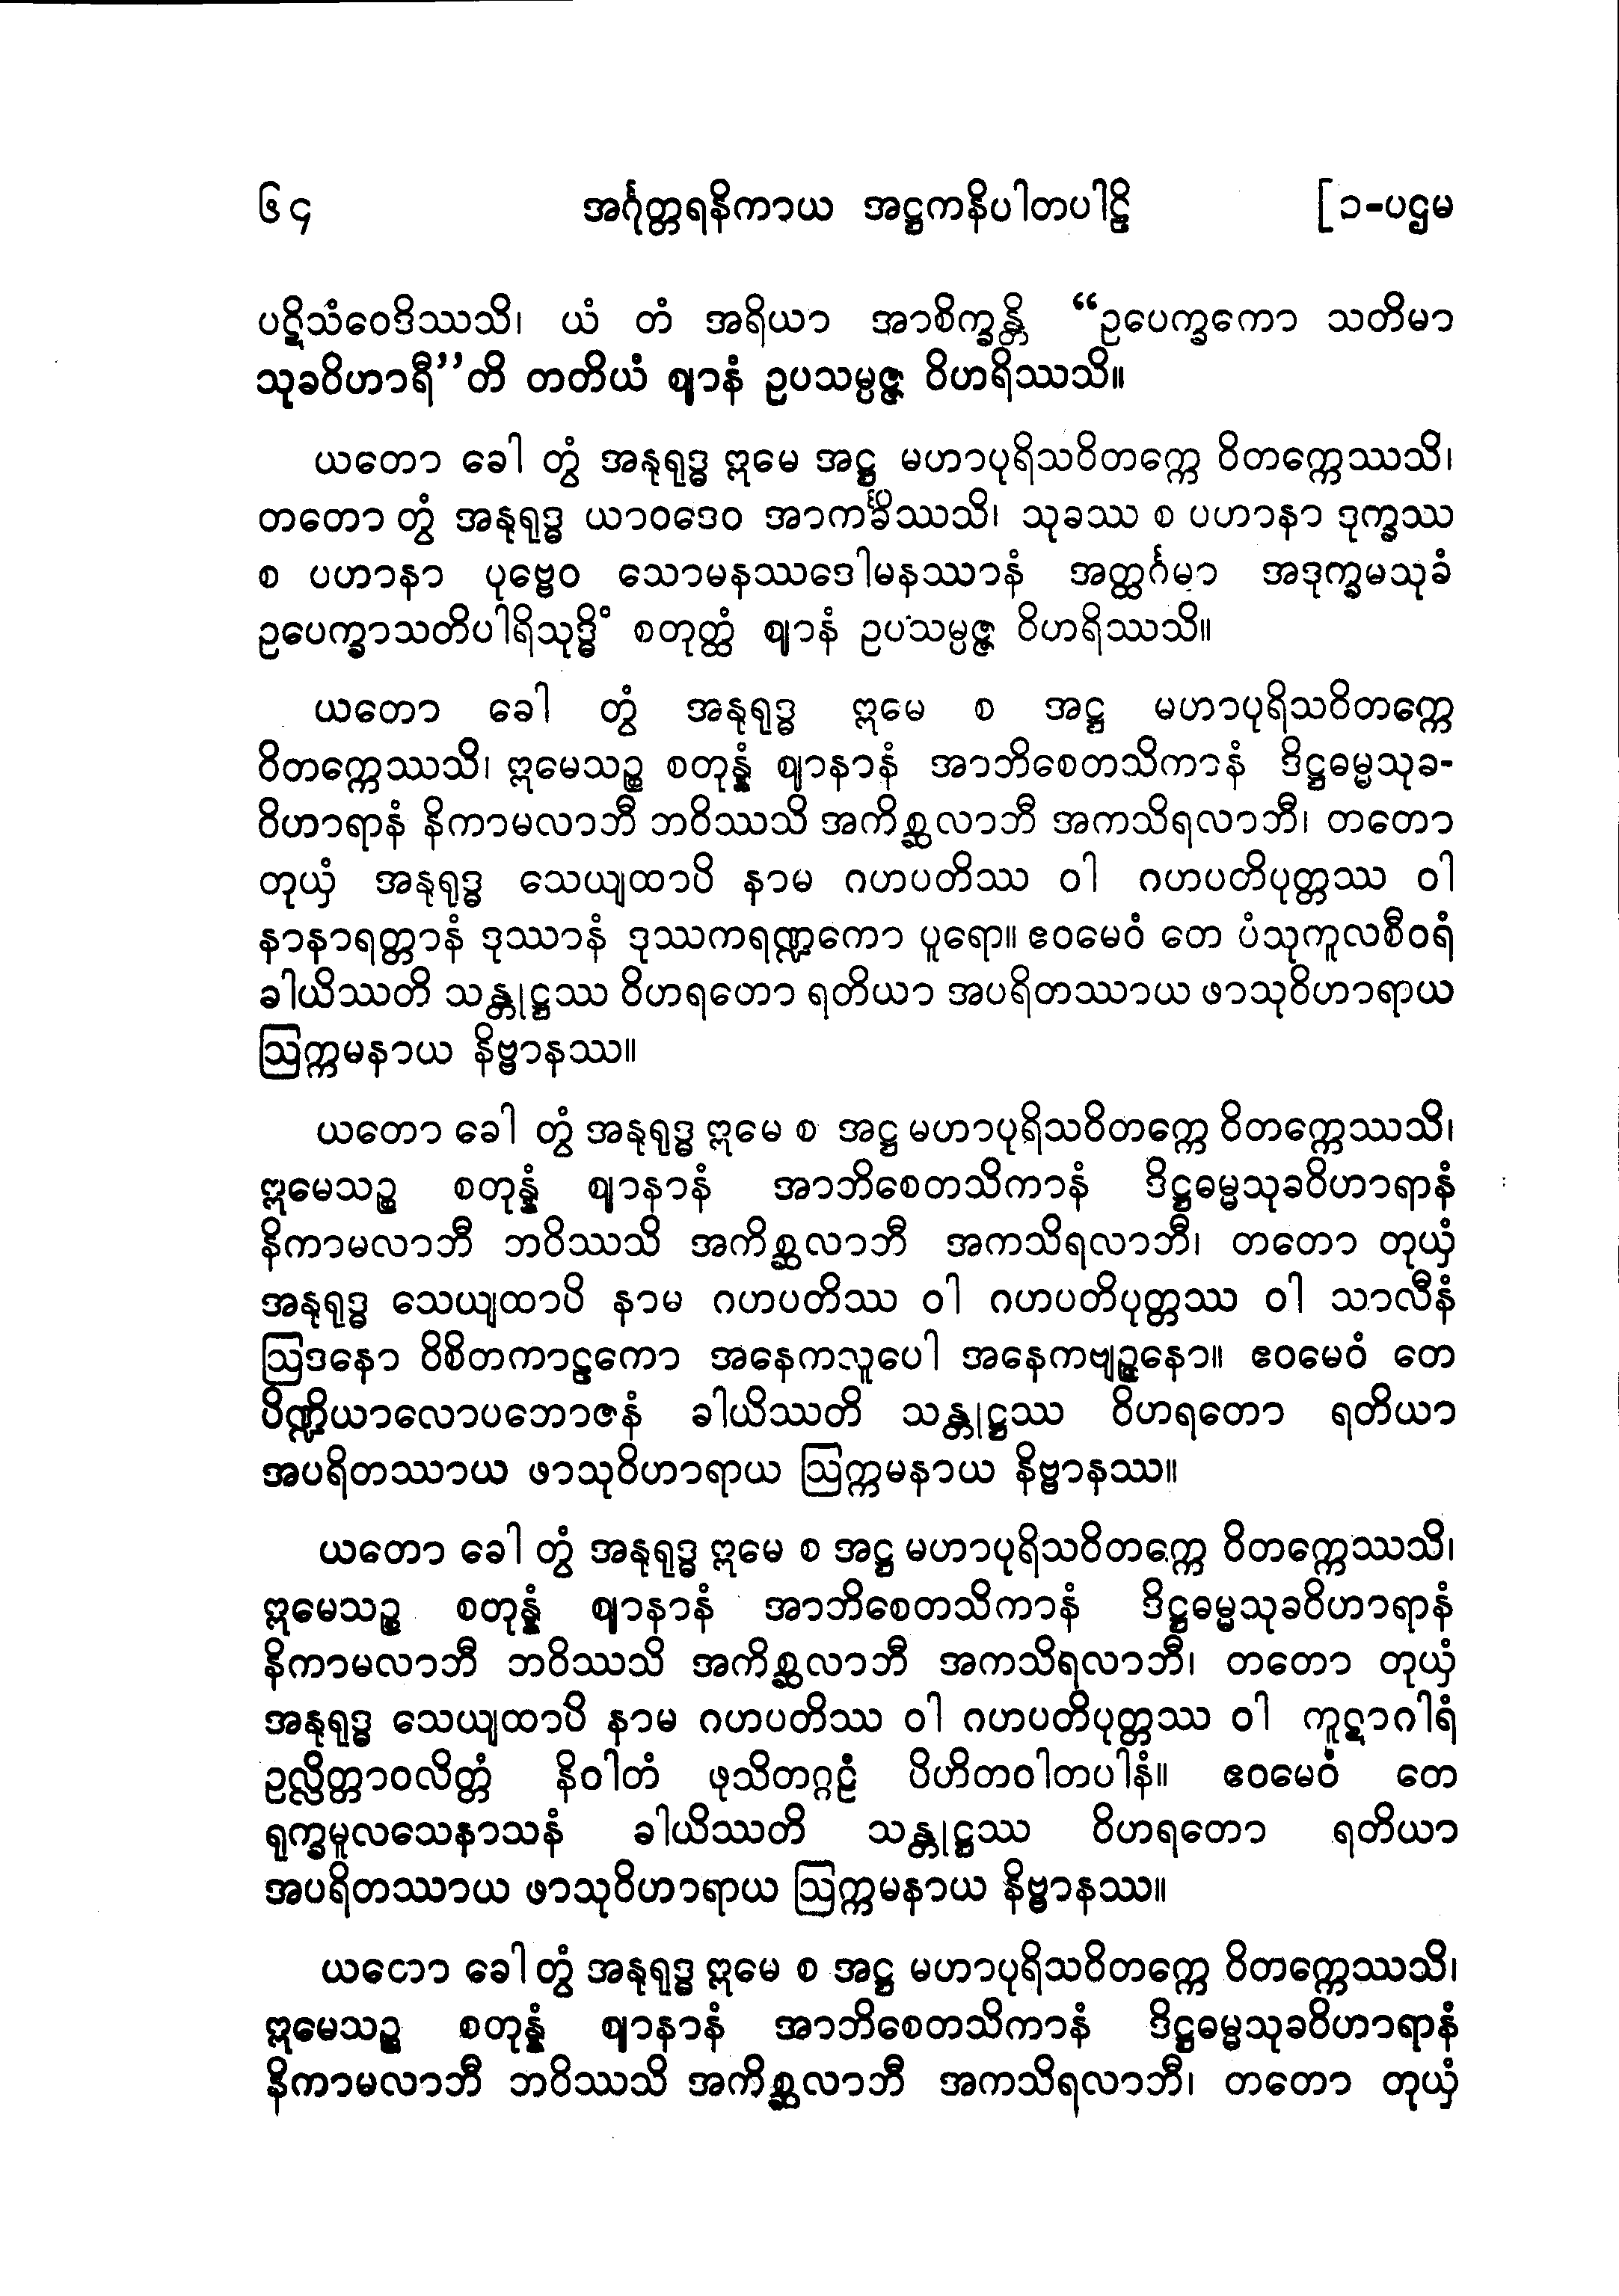 ၆၄ အင်္ဂုတ္တရနိကာယ အဋ္ဌကနိပါတပါဠိ [၁-ပဌမ
ပဋိသံဝေဒိဿသိ၊ ယံ တံ အရိယာ အာစိက္ခန္တိ “ဥပေက္ခကော သတိမာ
သုခဝိဟာရီ”တိ တတိယံ ဈာနံ ဥပသမ္ပဇ္ဇ ဝိဟရိဿသိ။
ယတော ခေါ တွံ အနုရုဒ္ဓ ဣမေ အဋ္ဌ မဟာပုရိသဝိတက္ကေ ဝိတက္ကေဿသိ၊
တတော တွံ အနုရုဒ္ဓ ယာဝဒေဝ အာကင်္ခိဿသိ၊ သုခဿ စ ပဟာနာ ဒုက္ခဿ
စ ပဟာနာ ပုဗ္ဗေဝ သောမနဿဒေါမနဿာနံ အတ္ထင်္ဂမာ အဒုက္ခမသုခံ
ဥပေက္ခာသတိပါရိသုဒ္ဓိံ စတုတ္ထံ ဈာနံ ဥပသမ္ပဇ္ဇ ဝိဟရိဿသိ။
ယတော ခေါ တွံ အနုရုဒ္ဓ ဣမေ စ အဋ္ဌ မဟာပုရိသဝိတက္ကေ
ဝိတက္ကေဿသိ၊ ဣမေသဉ္စ စတုန္နံ ဈာနာနံ အာဘိစေတသိကာနံ ဒိဋ္ဌဓမ္မသုခ-
ဝိဟာရာနံ နိကာမလာဘီ ဘဝိဿသိ အကိစ္ဆလာဘီ အကသိရလာဘီ၊ တတော
တုယှံ အနုရုဒ္ဓ သေယျထာပိ နာမ ဂဟပတိဿ ဝါ ဂဟပတိပုတ္တဿ ဝါ
နာနာရတ္တာနံ ဒုဿာနံ ဒုဿကရဏ္ဍကော ပူရော။ ဧဝမေဝံ တေ ပံသုကူလစီဝရံ
ခါယိဿတိ သန္တုဋ္ဌဿ ဝိဟရတော ရတိယာ အပရိတဿာယ ဖာသုဝိဟာရာယ
ဩက္ကမနာယ နိဗ္ဗာနဿ။
ယတော ခေါ တွံ အနုရုဒ္ဓ ဣမေ စ အဋ္ဌ မဟာပုရိသဝိတက္ကေ ဝိတက္ကေဿသိ၊
ဣမေသဉ္စ စတုန္နံ ဈာနာနံ အာဘိစေတသိကာနံ ဒိဋ္ဌဓမ္မသုခဝိဟာရာနံ
နိကာမလာဘီ ဘဝိဿသိ အကိစ္ဆလာဘီ အကသိရလာဘီ၊ တတော တုယှံ
အနုရုဒ္ဓ သေယျထာပိ နာမ ဂဟပတိဿ ဝါ ဂဟပတိပုတ္တဿ ဝါ သာလီနံ
ဩဒနော ဝိစိတကာဠကော အနေကသူပေါ အနေကဗျဉ္ဇနော။ ဧဝမေဝံ တေ
ပိဏ္ဍိယာလောပဘောဇနံ ခါယိဿတိ သန္တုဋ္ဌဿ ဝိဟရတော ရတိယာ
အပရိတဿာယ ဖာသုဝိဟာရာယ ဩက္ကမနာယ နိဗ္ဗာနဿ။
ယတော ခေါ တွံ အနုရုဒ္ဓ ဣမေ စ အဋ္ဌ မဟာပုရိသဝိတက္ကေ ဝိတက္ကေဿသိ၊
ဣမေသဉ္စ စတုန္နံ ဈာနာနံ အာဘိစေတသိကာနံ ဒိဋ္ဌဓမ္မသုခဝိဟာရာနံ
နိကာမလာဘီ ဘဝိဿသိ အကိစ္ဆလာဘီ အကသိရလာဘီ၊ တတော တုယှံ
အနုရုဒ္ဓ သေယျထာပိ နာမ ဂဟပတိဿ ဝါ ဂဟပတိပုတ္တဿ ဝါ ကူဋာဂါရံ
ဥလ္လိတ္တာဝလိတ္တံ နိဝါတံ ဖုသိတဂ္ဂဠံ ပိဟိတဝါတပါနံ။ ဧဝမေဝံ တေ
ရုက္ခမူလသေနာသနံ ခါယိဿတိ သန္တုဋ္ဌဿ ဝိဟရတော ရတိယာ
အပရိတဿာယ ဖာသုဝိဟာရာယ ဩက္ကမနာယ နိဗ္ဗာနဿ။
ယတော ခေါ တွံ အနုရုဒ္ဓ ဣမေ စ အဋ္ဌ မဟာပုရိသဝိတက္ကေ ဝိတက္ကေဿသိ၊
ဣမေသဉ္စ စတုန္နံ ဈာနာနံ အာဘိစေတသိကာနံ ဒိဋ္ဌဓမ္မသုခဝိဟာရာနံ
နိကာမလာဘီ ဘဝိဿသိ အကိစ္ဆလာဘီ အကသိရလာဘီ၊ တတော တုယှံ